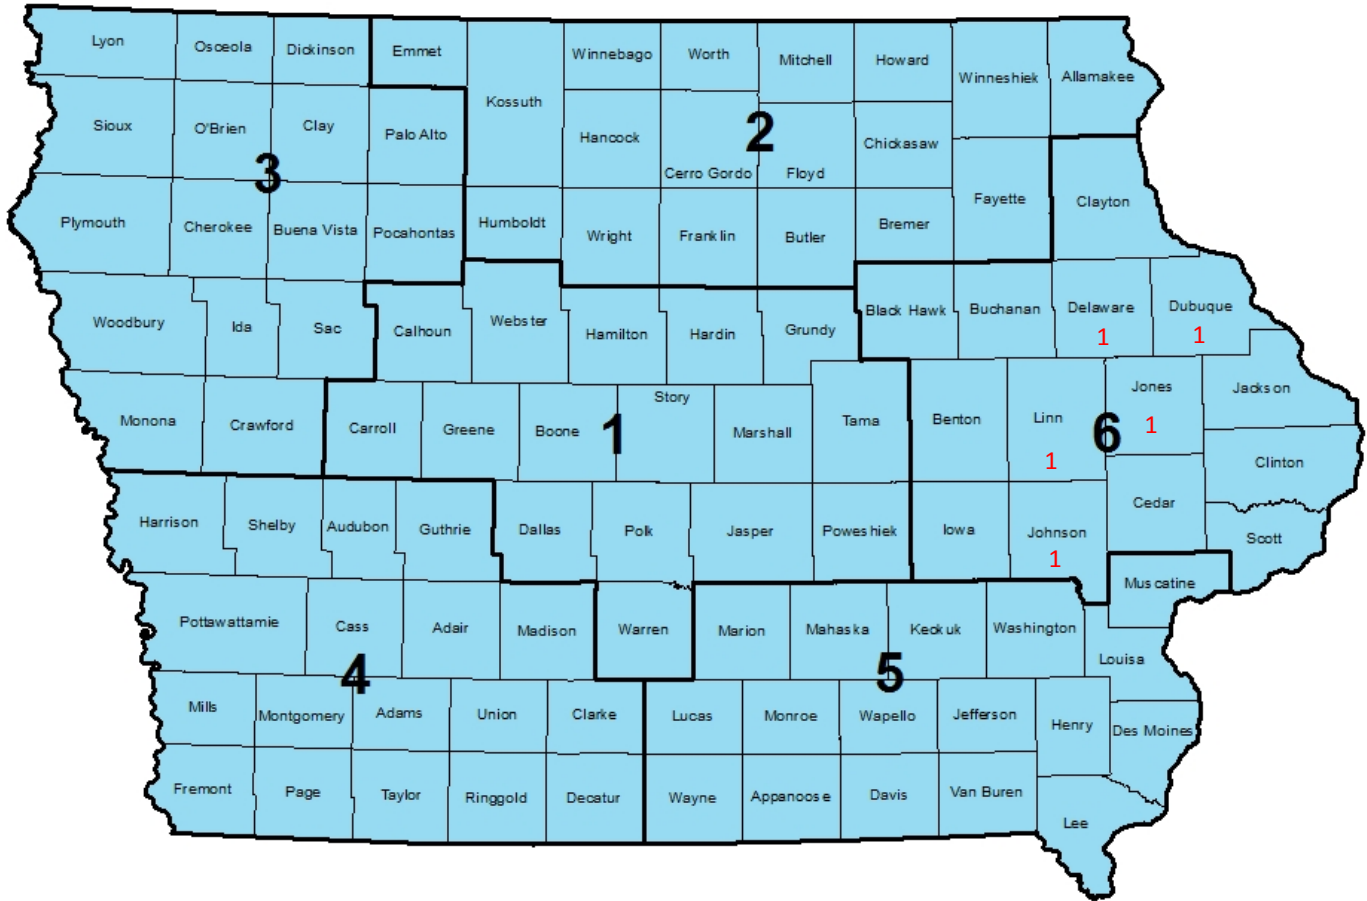 Lyon Osceola Dickinson Emmet Winnebago Worth Mitchell Howard Winneshiek Allamakee
Kossuth
Sioux O'Brien Clay Palo Alto Hancock 2 Chickasaw
3 Cerro Gordo Floyd
Plymouth Cherokee Buena Vista Pocahontas Humboldt Wright Franklin Butler Bremer Fayette Clayton
Woodbury Ida Sac Calhoun Webster Hamilton Hardin Grundy Black Hawk Buchanan Delaware Dubuque
1 1
Monona Crawford Carroll Greene Boone Story 1 Marshall Tama Benton Linn 6 Jones Jackson
1 1
Clinton
Harrison Shelby Audubon Guthrie Dallas Polk Jasper Poweshiek Iowa Johnson Cedar Scott
1
Muscatine
Pottawattamie Cass Adair Madison Warren Marion Mahaska Keokuk Washington
4 5 Louisa
Mills Montgomery Adams Union Clarke Lucas Monroe Wapello Jefferson Henry Des Moines
Fremont Page Taylor Ringgold Decatur Wayne Appanoose Davis Van Buren
Lee